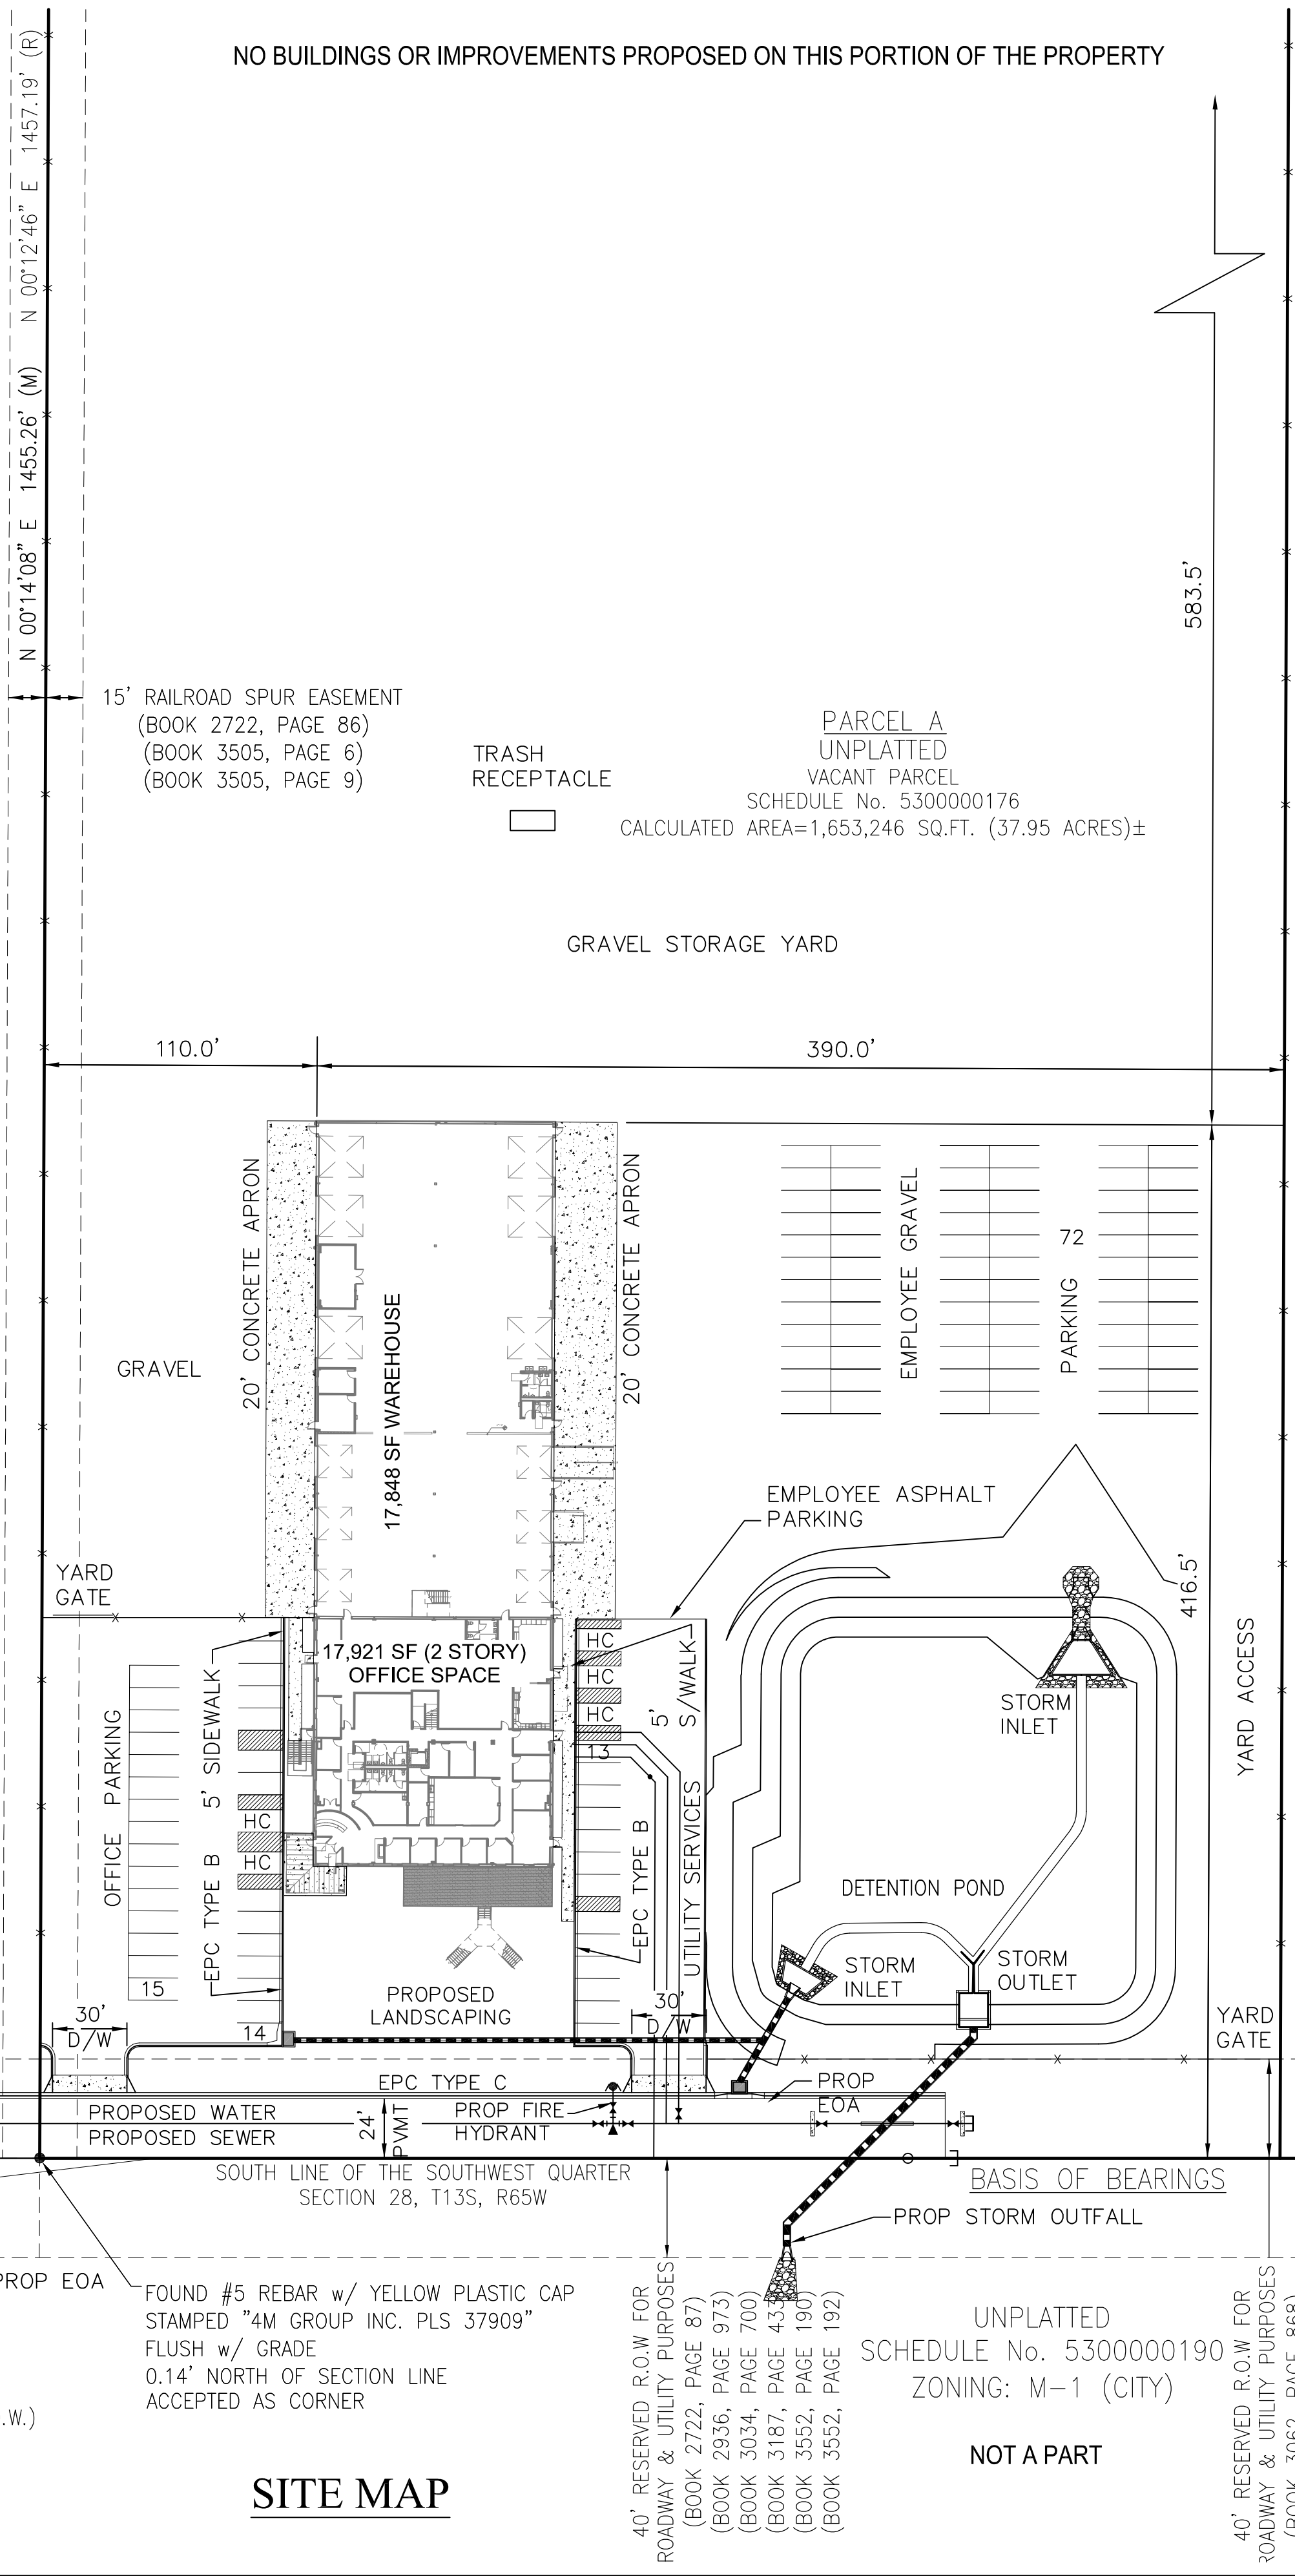 NO BUILDINGS OR IMPROVEMENTS PROPOSED ON THIS PORTION OF THE PROPERTY
N 00°14'08" E 1455.26' (M) N 00°12'46" E 1457.19' (R)
583.5'
15' RAILROAD SPUR EASEMENT
(BOOK 2722, PAGE 86)
(BOOK 3505, PAGE 6)
(BOOK 3505, PAGE 9)
TRASH
RECEPTACLE
PARCEL A
UNPLATTED
VACANT PARCEL
SCHEDULE No. 5300000176
CALCULATED AREA=1,653,246 SQ.FT. (37.95 ACRES)±
GRAVEL STORAGE YARD
110.0'
390.0'
20' CONCRETE APRON
20' CONCRETE APRON
EMPLOYEE GRAVEL
PARKING 72
GRAVEL
17,848 SF WAREHOUSE
EMPLOYEE ASPHALT
PARKING
416.5'
YARD
GATE
17,921 SF (2 STORY)
OFFICE SPACE
HC
HC
HC
13
5'
S/WALK
STORM
INLET
YARD ACCESS
OFFICE PARKING
5' SIDEWALK
EPC TYPE B
HC
HC
EPC TYPE B
UTILITY SERVICES
DETENTION POND
STORM
INLET
STORM
OUTLET
15
14
PROPOSED
LANDSCAPING
30'
D/W
30'
D/W
YARD
GATE
EPC TYPE C
PROP
EOA
PROPOSED WATER
PROPOSED SEWER
24'
PVMT
PROP FIRE
HYDRANT
SOUTH LINE OF THE SOUTHWEST QUARTER
SECTION 28, T13S, R65W
BASIS OF BEARINGS
PROP STORM OUTFALL
PROP EOA
FOUND #5 REBAR w/ YELLOW PLASTIC CAP
STAMPED "4M GROUP INC. PLS 37909"
FLUSH w/ GRADE
0.14' NORTH OF SECTION LINE
ACCEPTED AS CORNER
.W.)
40' RESERVED R.O.W FOR
ROADWAY & UTILITY PURPOSES
(BOOK 2722, PAGE 87)
(BOOK 2936, PAGE 973)
(BOOK 3034, PAGE 700)
(BOOK 3187, PAGE 433
(BOOK 3552, PAGE 190)
(BOOK 3552, PAGE 192)
UNPLATTED
SCHEDULE No. 5300000190
ZONING: M-1 (CITY)
NOT A PART
40' RESERVED R.O.W FOR
ROADWAY & UTILITY PURPOSES
(BOOK 3062, PAGE 868)
SITE MAP